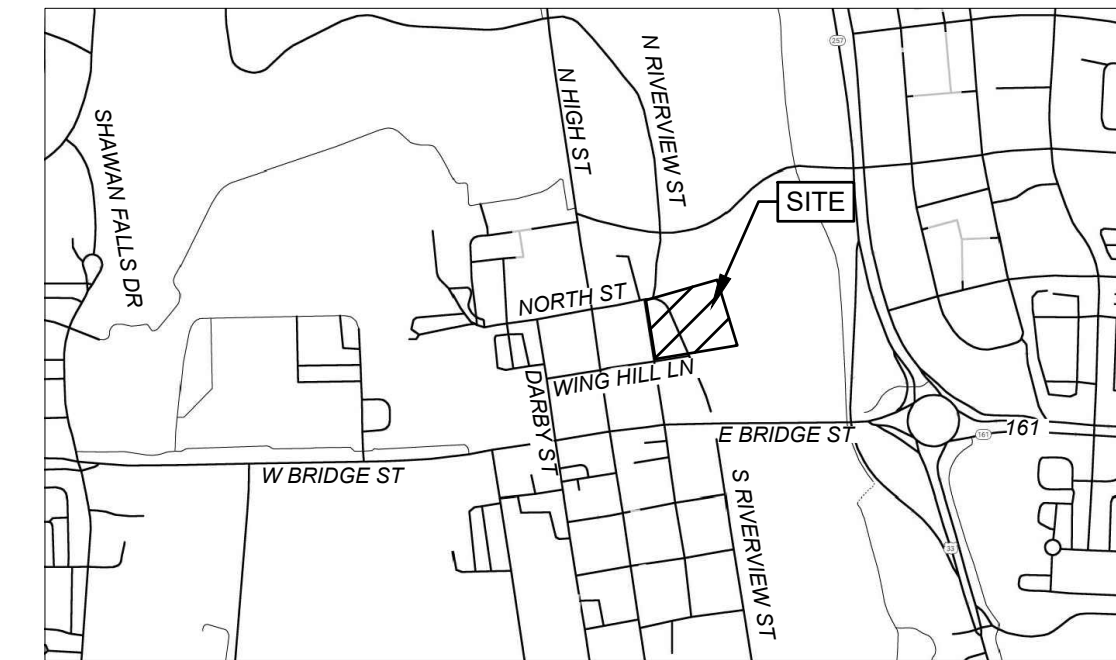 257
N RIVERVIEW ST
N HIGH ST
SHAWAN FALLS DR
SITE
NORTH ST
WING HILL LN
DARBY ST
E BRIDGE ST
161
161
W BRIDGE ST
S RIVERVIEW ST
33